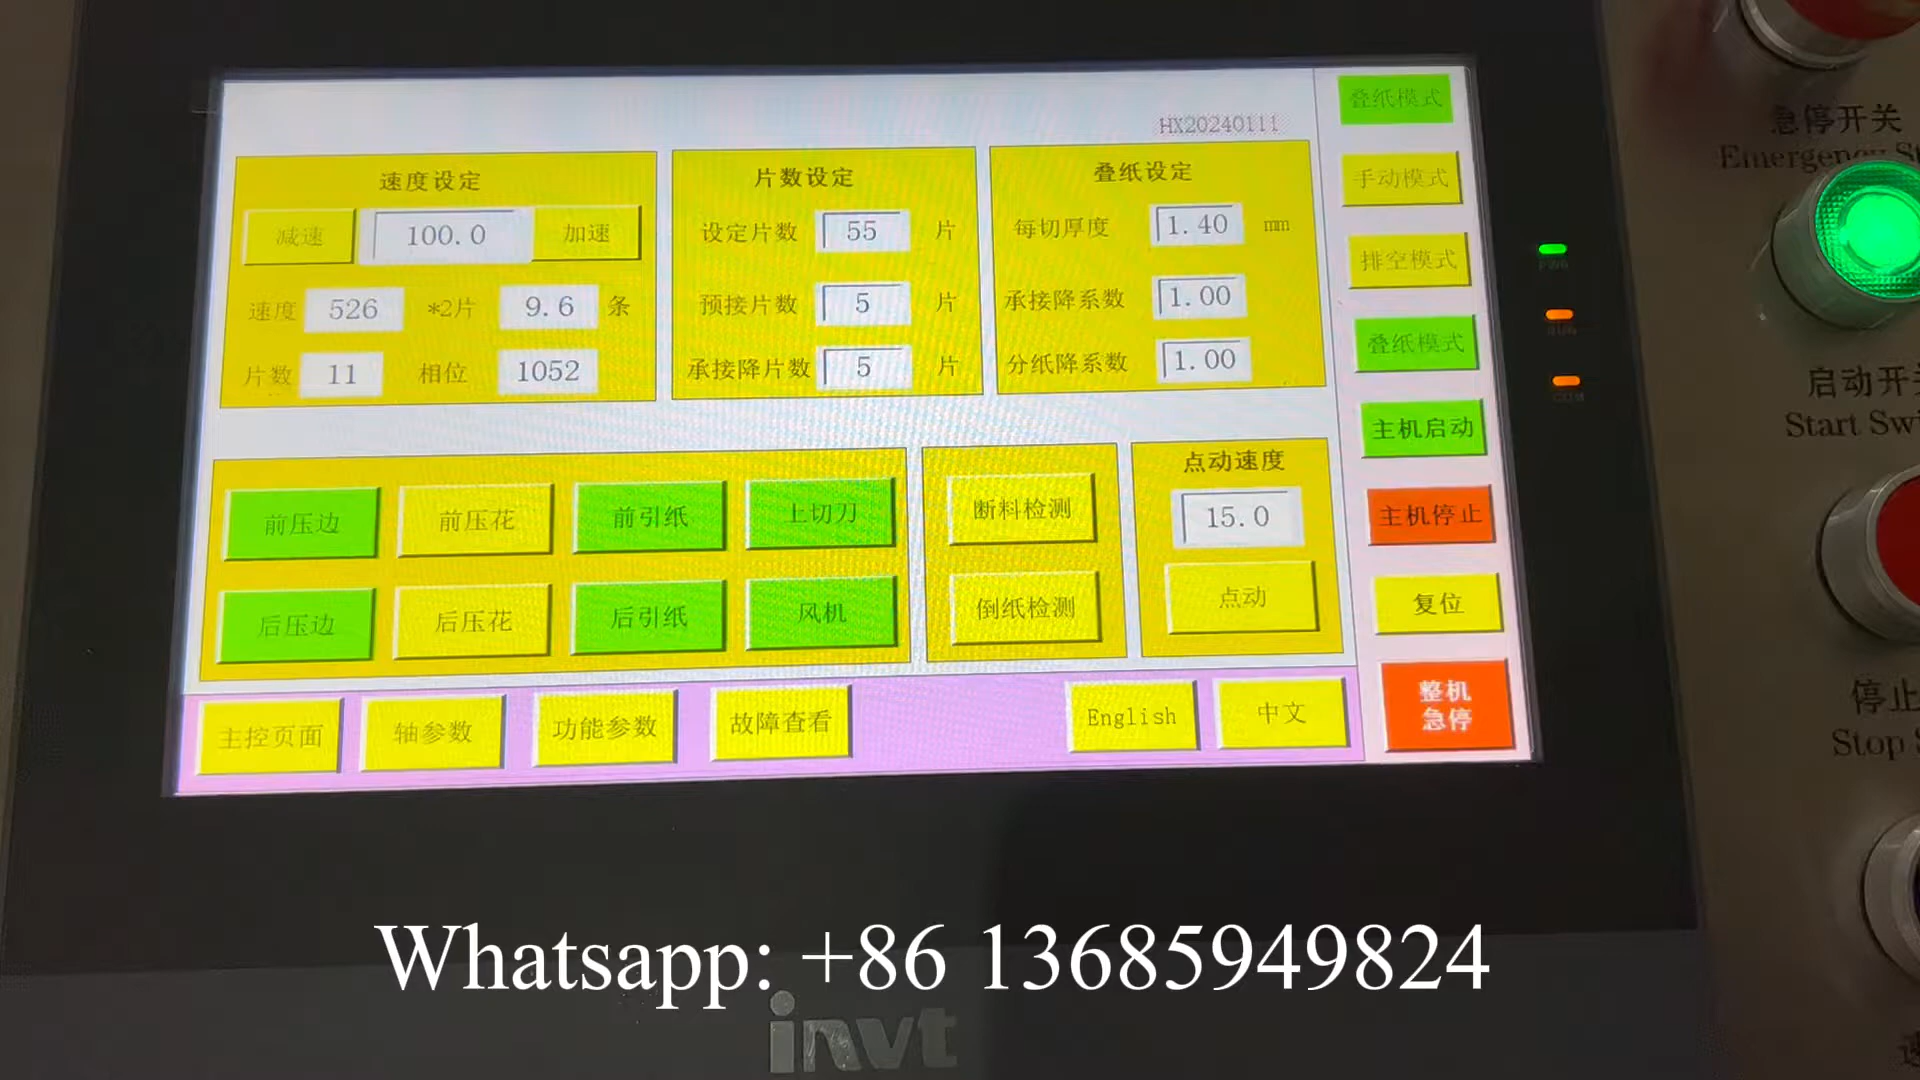 HX20240111
叠纸模式
速度设定
减速 100.0 加速
速度 526 *2片 9.6 条
片数 11 相位 1052
片数设定
设定片数 55 片
预接片数 5 片
承接降片数 5 片
叠纸设定
每切厚度 1.40 mm
承接降系数 1.00
分纸降系数 1.00
手动模式
排空模式
叠纸模式
主机启动
主机停止
复位
整机
急停
前压边 前压花 前引纸 上切刀
后压边 后压花 后引纸 风机
断料检测
倒纸检测
点动速度
15.0
点动
主控页面 轴参数 功能参数 故障查看 English 中文
急停开关
Emergency
启动开
Start
停止
Stop
Whatsapp: +86 13685949824
invt